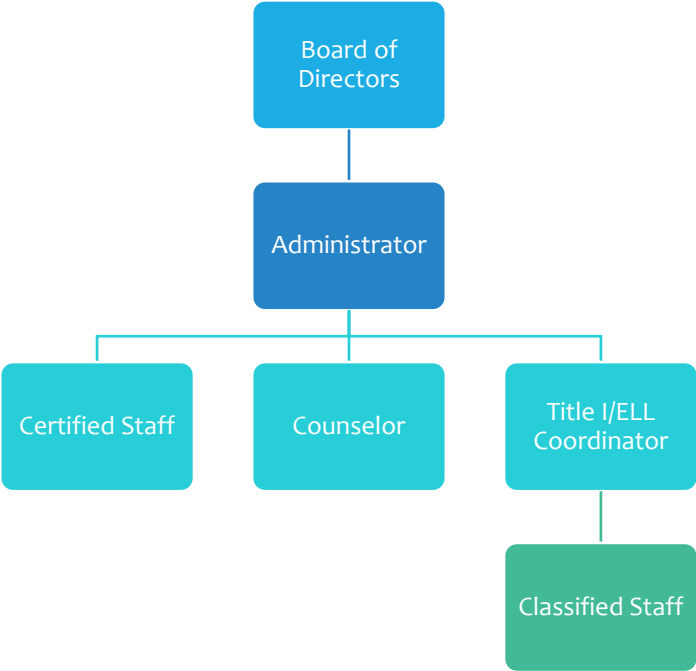 Board of
Directors
Administrator
Certified Staff
Counselor
Title I/ELL
Coordinator
Classified Staff